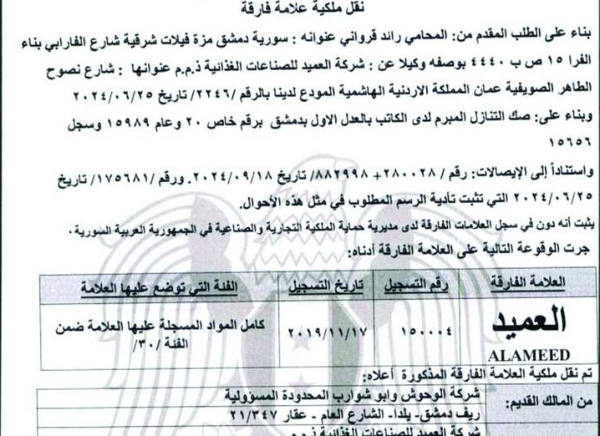 نقل ملكية علامة فارقة
بناء على الطلب المقدم من: المحامي رائد قرواني عنوانه : سورية دمشق مزة فيلات شرقية شارع الفارابي بناء
الفرا ١٥ ص ب ٤٤٤٠ بوصفه وكيلا عن : شركة العميد للصناعات الغذائية ذ.م.م عنوانها : شارع نصوح
الطاهر الصويفية عمان المملكة الاردنية الهاشمية المودع لدينا بالرقم /٢٢٤٦/ تاريخ ٢٠٢٤/٠٦/٢٥
وبناء على: صك التنازل المبرم لدى الكاتب بالعدل الاول بدمشق برقم خاص ٢٠ وعام ١٥٩٨٩ وسجل
١٥٦٥٦
واستناداً إلى الإيصالات: رقم /٢٨٠٠٢٨+ ٨٨٢٩٩٨/ تاريخ ٢٠٢٤/٠٩/١٨. ورقم /١٧٥٦٨١/ تاريخ
٢٠٢٤/٠٦/٢٥ التي تثبت تأدية الرسم المطلوب في مثل هذه الأحوال.
يثبت أنه دون في سجل العلامات الفارقة لدى مديرية حماية الملكية التجارية والصناعية في الجمهورية العربية السورية .
جرت الوقوعة التالية على العلامة الفارقة أدناه:
العلامة الفارقة رقم التسجيل تاريخ التسجيل الفئة التي توضع عليها العلامة
العميد ١٥٠٠٠٤ ٢٠١٩/١١/١٧ كامل المواد المسجلة عليها العلامة ضمن
ALAMEED الفئة /٣٠/
تم نقل ملكية العلامة الفارقة المذكورة أعلاه:
من المالك القديم: شركة الوحوش وابو شوارب المحدودة المسؤولية
ريف دمشق- يلدا- الشارع العام - عقار ٢١/٣٤٧
شركة العميد للصناعات الغذائية ذ.م.م